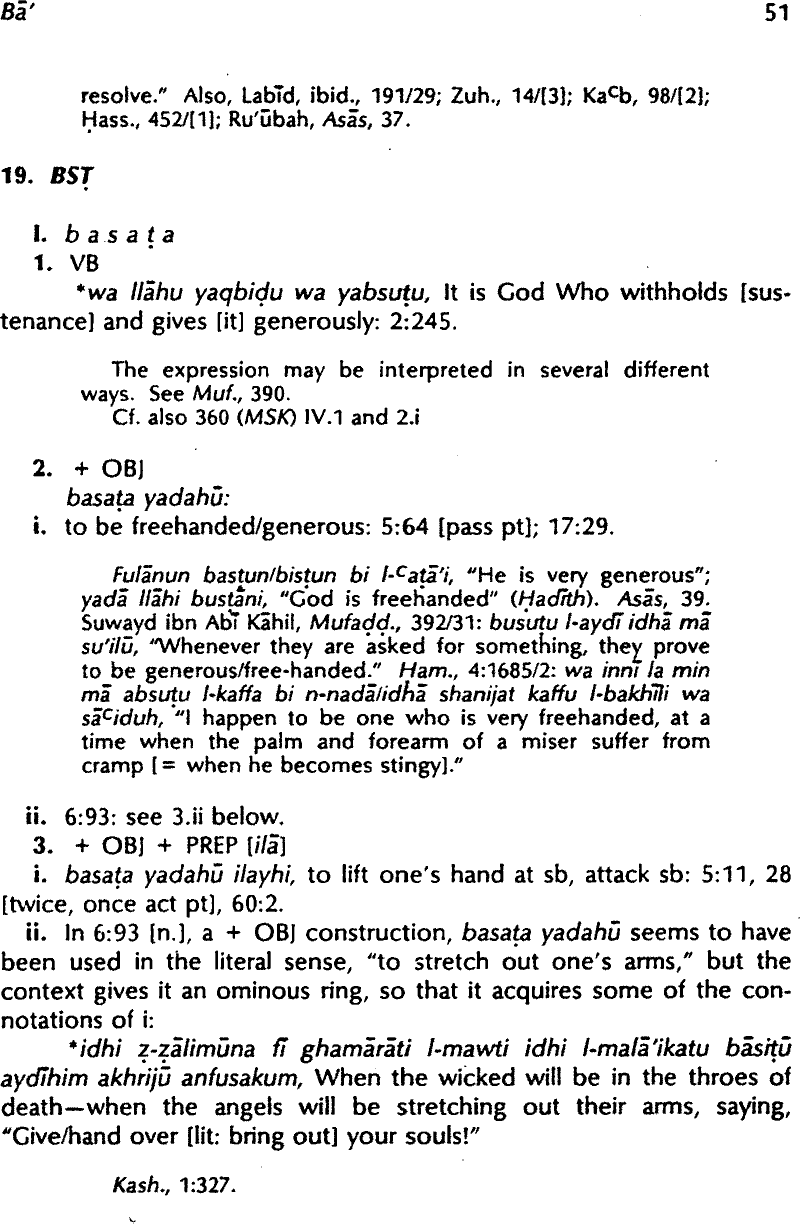 Bā' 51
resolve." Also, Labīd, ibid., 191/29; Zuh., 14/[3]; Kaᶜb, 98/[2];
Ḥass., 452/[1]; Ru'ūbah, Asās, 37.
19. BSṬ
I. b a s a ṭ a
1. VB
*wa llāhu yaqbiḍu wa yabsuṭu, It is God Who withholds [sus-
tenance] and gives [it] generously: 2:245.
The expression may be interpreted in several different
ways. See Muf., 390.
Cf. also 360 (MSK) IV.1 and 2.i
2. + OBJ
basaṭa yadahū:
i. to be freehanded/generous: 5:64 [pass pt]; 17:29.
Fulānun basṭun/bisṭun bi l-ᶜaṭā'i, "He is very generous";
yadā llāhi busṭāni, "God is freehanded" (Ḥadīth). Asās, 39.
Suwayd ibn Abī Kāhil, Mufaḍḍ., 392/31: busuṭu l-aydī idhā mā
su'ilū, "Whenever they are asked for something, they prove
to be generous/free-handed." Ḥam., 4:1685/2: wa innī la min
mā absuṭu l-kaffa bi n-nadā/idhā shanijat kaffu l-bakhīli wa
sāᶜiduh, "I happen to be one who is very freehanded, at a
time when the palm and forearm of a miser suffer from
cramp [= when he becomes stingy]."
ii. 6:93: see 3.ii below.
3. + OBJ + PREP [ilā]
i. basaṭa yadahū ilayhi, to lift one's hand at sb, attack sb: 5:11, 28
[twice, once act pt], 60:2.
ii. In 6:93 [n.], a + OBJ construction, basaṭa yadahū seems to have
been used in the literal sense, "to stretch out one's arms," but the
context gives it an ominous ring, so that it acquires some of the con-
notations of i:
*idhi ẓ-ẓālimūna fī ghamārāti l-mawti idhi l-malā'ikatu bāsiṭū
aydīhim akhrijū anfusakum, When the wicked will be in the throes of
death—when the angels will be stretching out their arms, saying,
"Give/hand over [lit: bring out] your souls!"
Kash., 1:327.